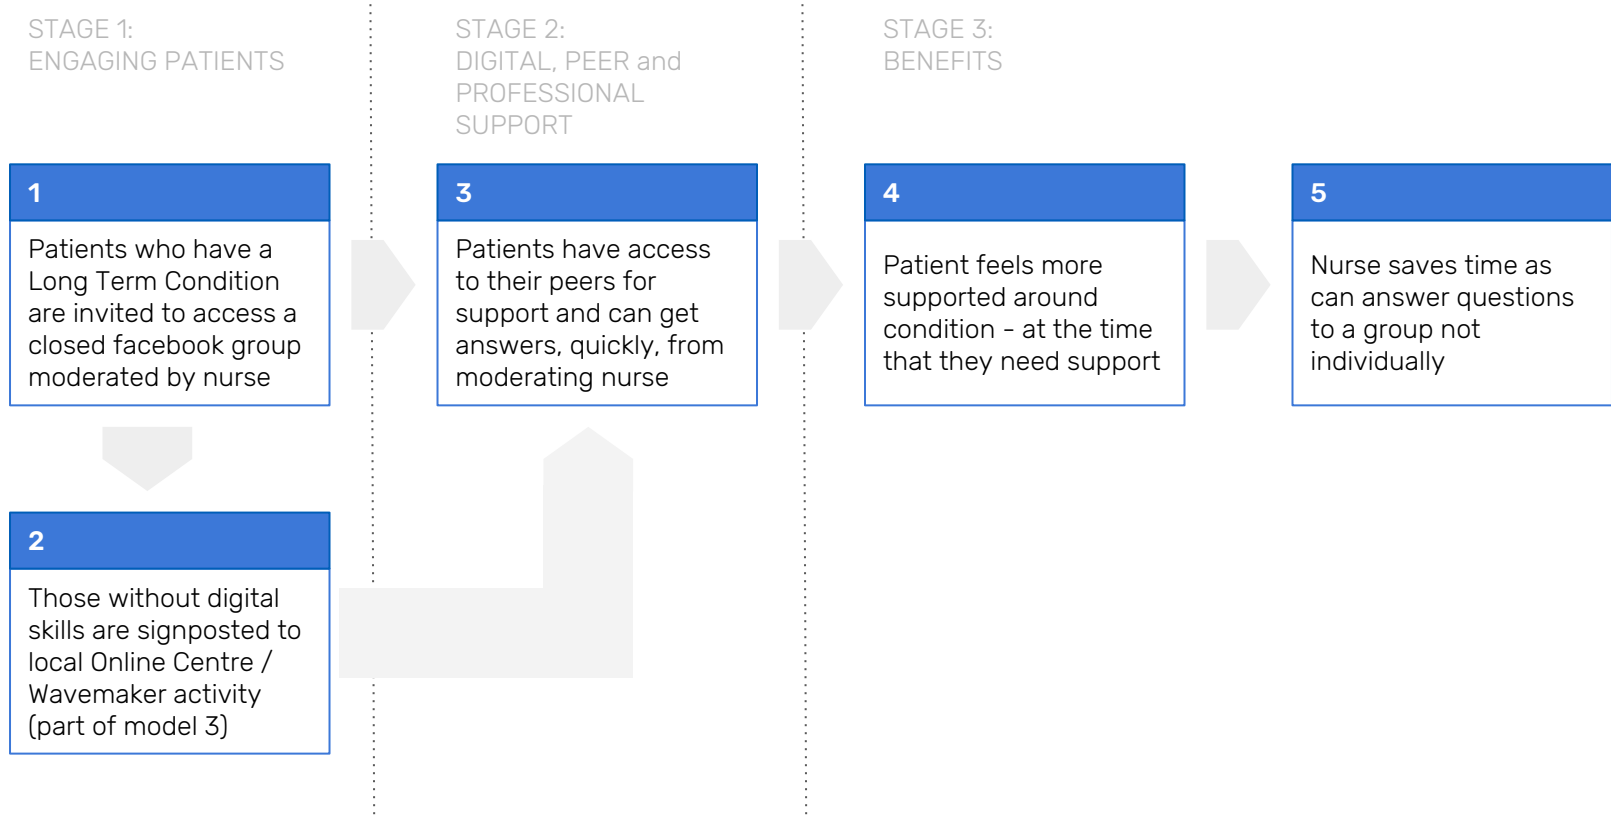 STAGE 1:
ENGAGING PATIENTS
STAGE 2:
DIGITAL, PEER and
PROFESSIONAL
SUPPORT
STAGE 3:
BENEFITS
1
Patients who have a
Long Term Condition
are invited to access a
closed facebook group
moderated by nurse
2
Those without digital
skills are signposted to
local Online Centre /
Wavemaker activity
(part of model 3)
3
Patients have access
to their peers for
support and can get
answers, quickly, from
moderating nurse
4
Patient feels more
supported around
condition - at the time
that they need support
5
Nurse saves time as
can answer questions
to a group not
individually